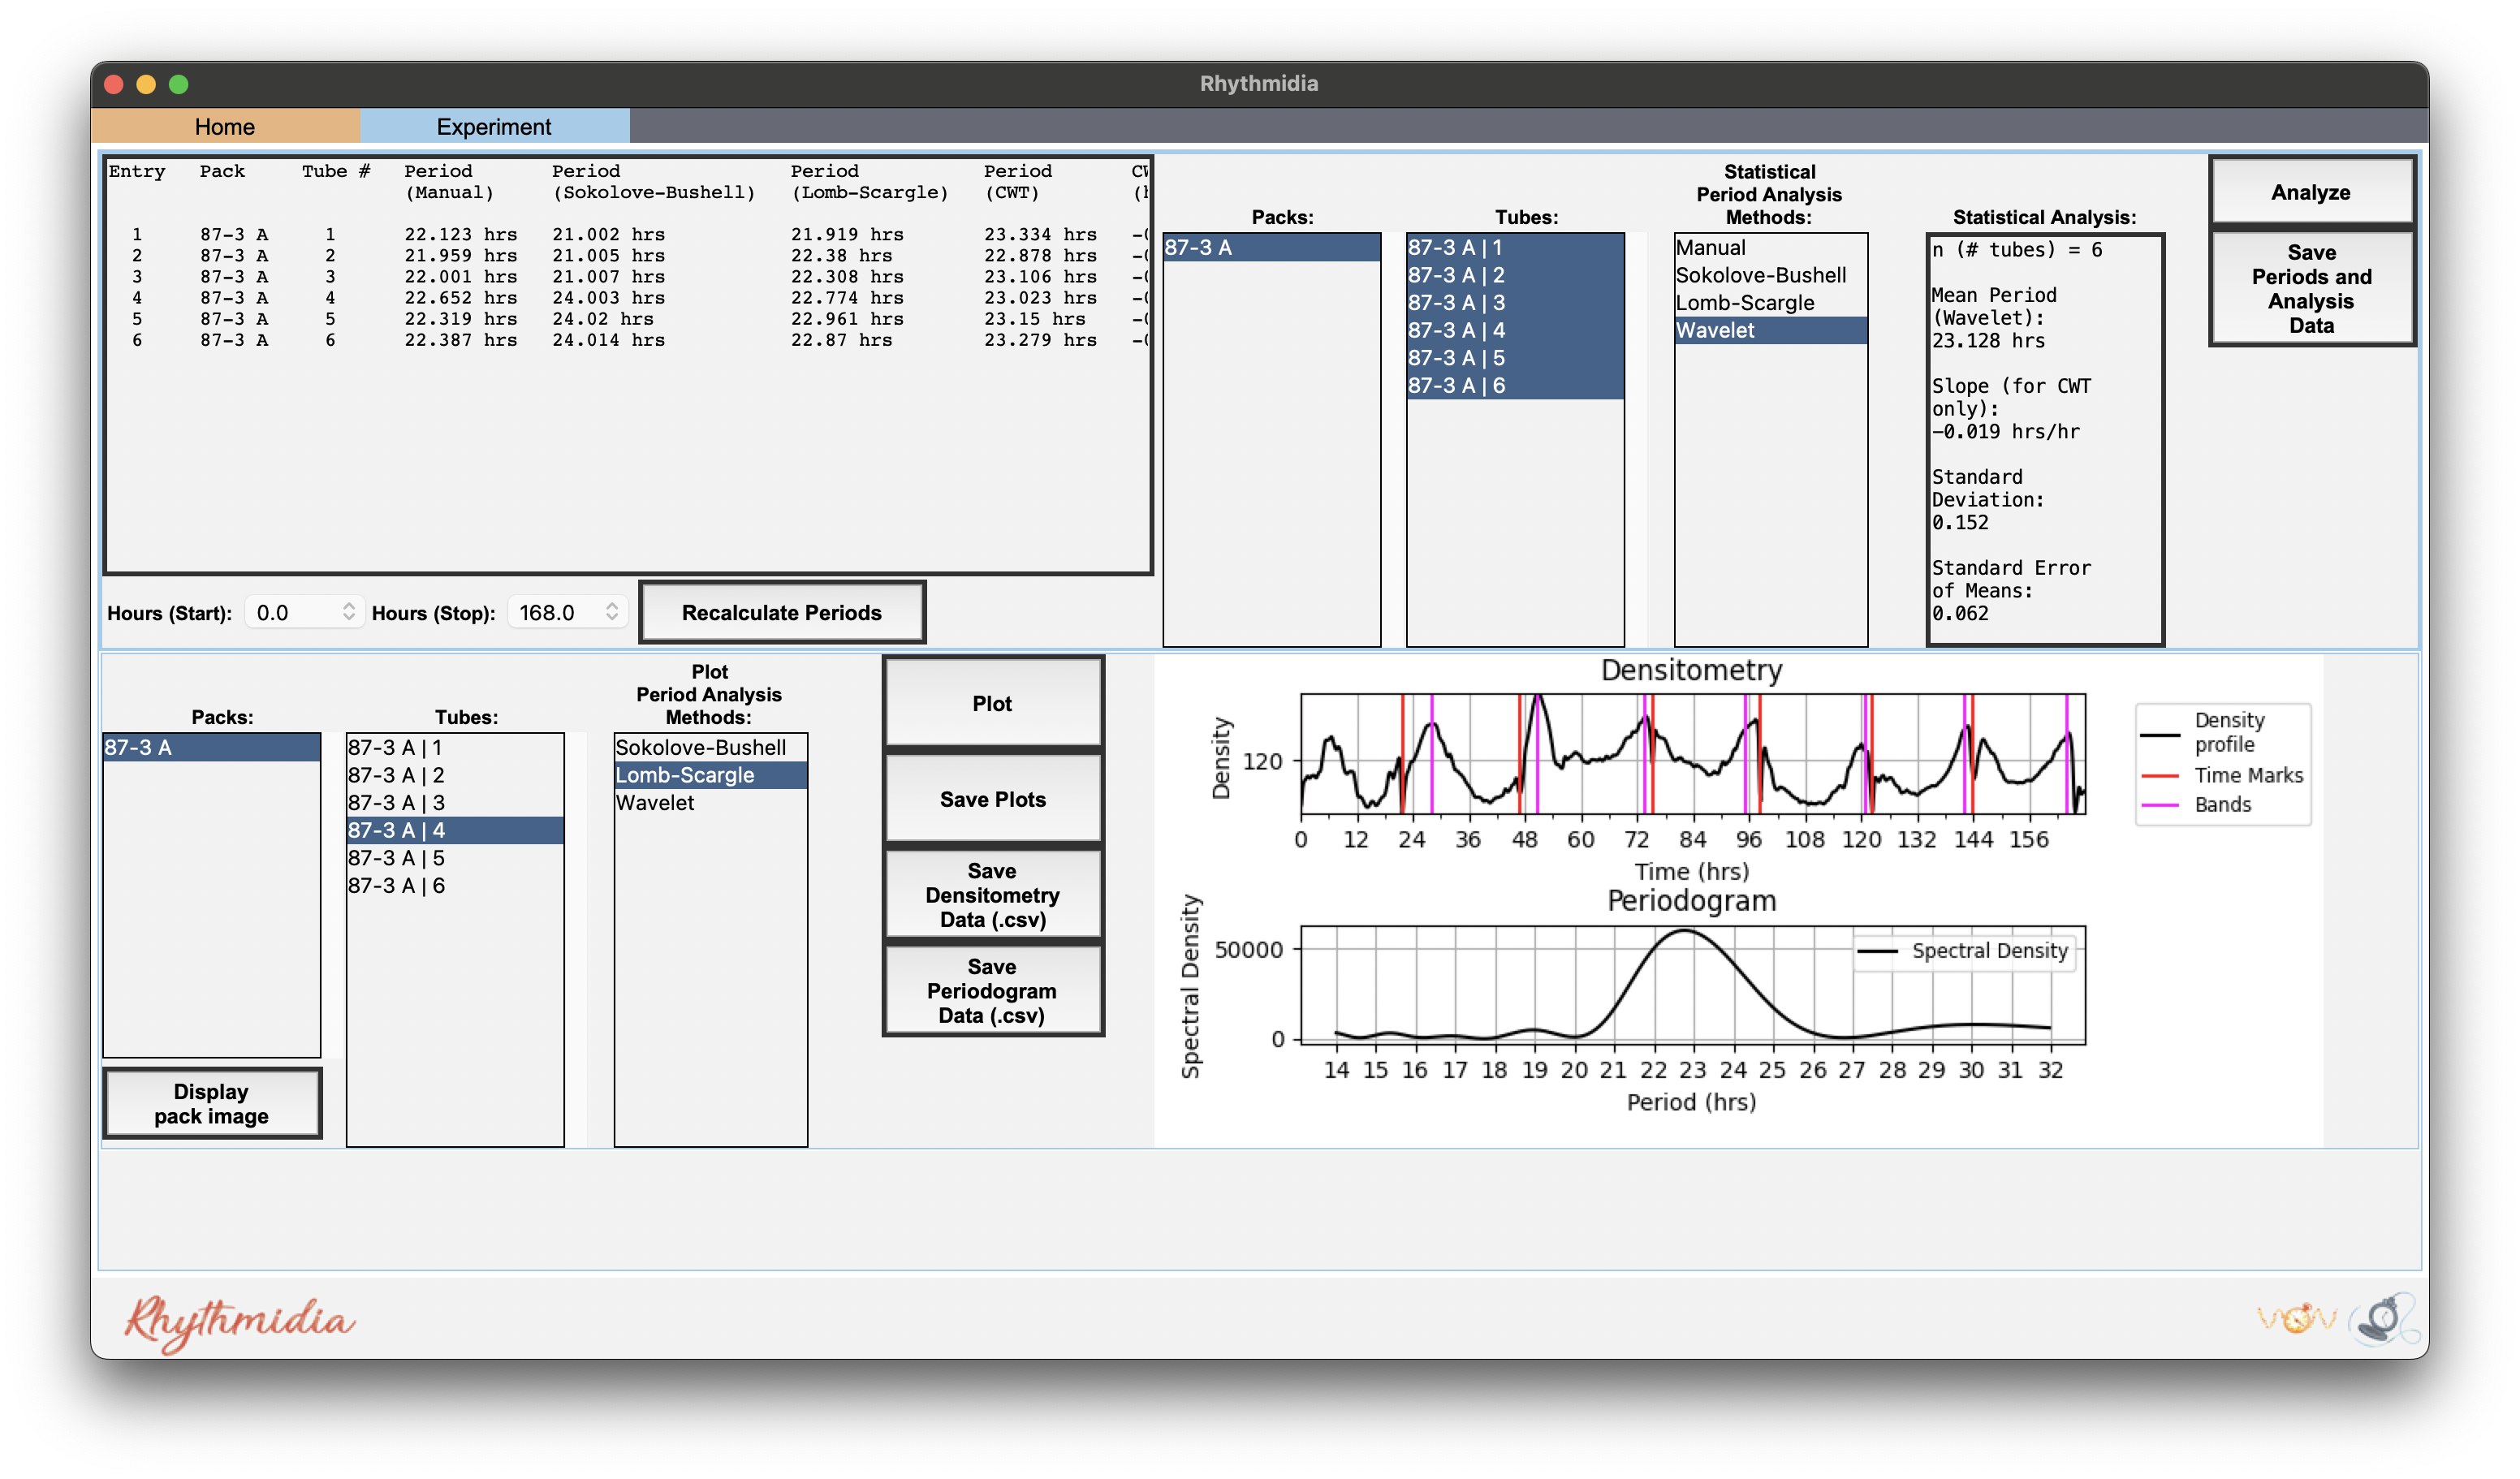 Rhythmidia
Home Experiment
Entry Pack Tube # Period Period Period Period
(Manual) (Sokolove-Bushell) (Lomb-Scargle) (CWT)
1 87-3 A 1 22.123 hrs 21.002 hrs 21.919 hrs 23.334 hrs
2 87-3 A 2 21.959 hrs 21.005 hrs 22.38 hrs 22.878 hrs
3 87-3 A 3 22.001 hrs 21.007 hrs 22.308 hrs 23.106 hrs
4 87-3 A 4 22.652 hrs 24.003 hrs 22.774 hrs 23.023 hrs
5 87-3 A 5 22.319 hrs 24.02 hrs 22.961 hrs 23.15 hrs
6 87-3 A 6 22.387 hrs 24.014 hrs 22.87 hrs 23.279 hrs
Hours (Start): 0.0 Hours (Stop): 168.0 Recalculate Periods
Packs:
87-3 A
Tubes:
87-3 A | 1
87-3 A | 2
87-3 A | 3
87-3 A | 4
87-3 A | 5
87-3 A | 6
Statistical
Period Analysis
Methods:
Manual
Sokolove-Bushell
Lomb-Scargle
Wavelet
Statistical Analysis:
n (# tubes) = 6
Mean Period
(Wavelet):
23.128 hrs
Slope (for CWT
only):
-0.019 hrs/hr
Standard
Deviation:
0.152
Standard Error
of Means:
0.062
Analyze
Save
Periods and
Analysis
Data
Packs:
87-3 A
Display
pack image
Tubes:
87-3 A | 1
87-3 A | 2
87-3 A | 3
87-3 A | 4
87-3 A | 5
87-3 A | 6
Plot
Period Analysis
Methods:
Sokolove-Bushell
Lomb-Scargle
Wavelet
Plot
Save Plots
Save
Densitometry
Data (.csv)
Save
Periodogram
Data (.csv)
Densitometry
Density
120
0 12 24 36 48 60 72 84 96 108 120 132 144 156
Time (hrs)
Density
profile
Time Marks
Bands
Periodogram
Spectral Density
50000
0
Spectral Density
14 15 16 17 18 19 20 21 22 23 24 25 26 27 28 29 30 31 32
Period (hrs)
Rhythmidia